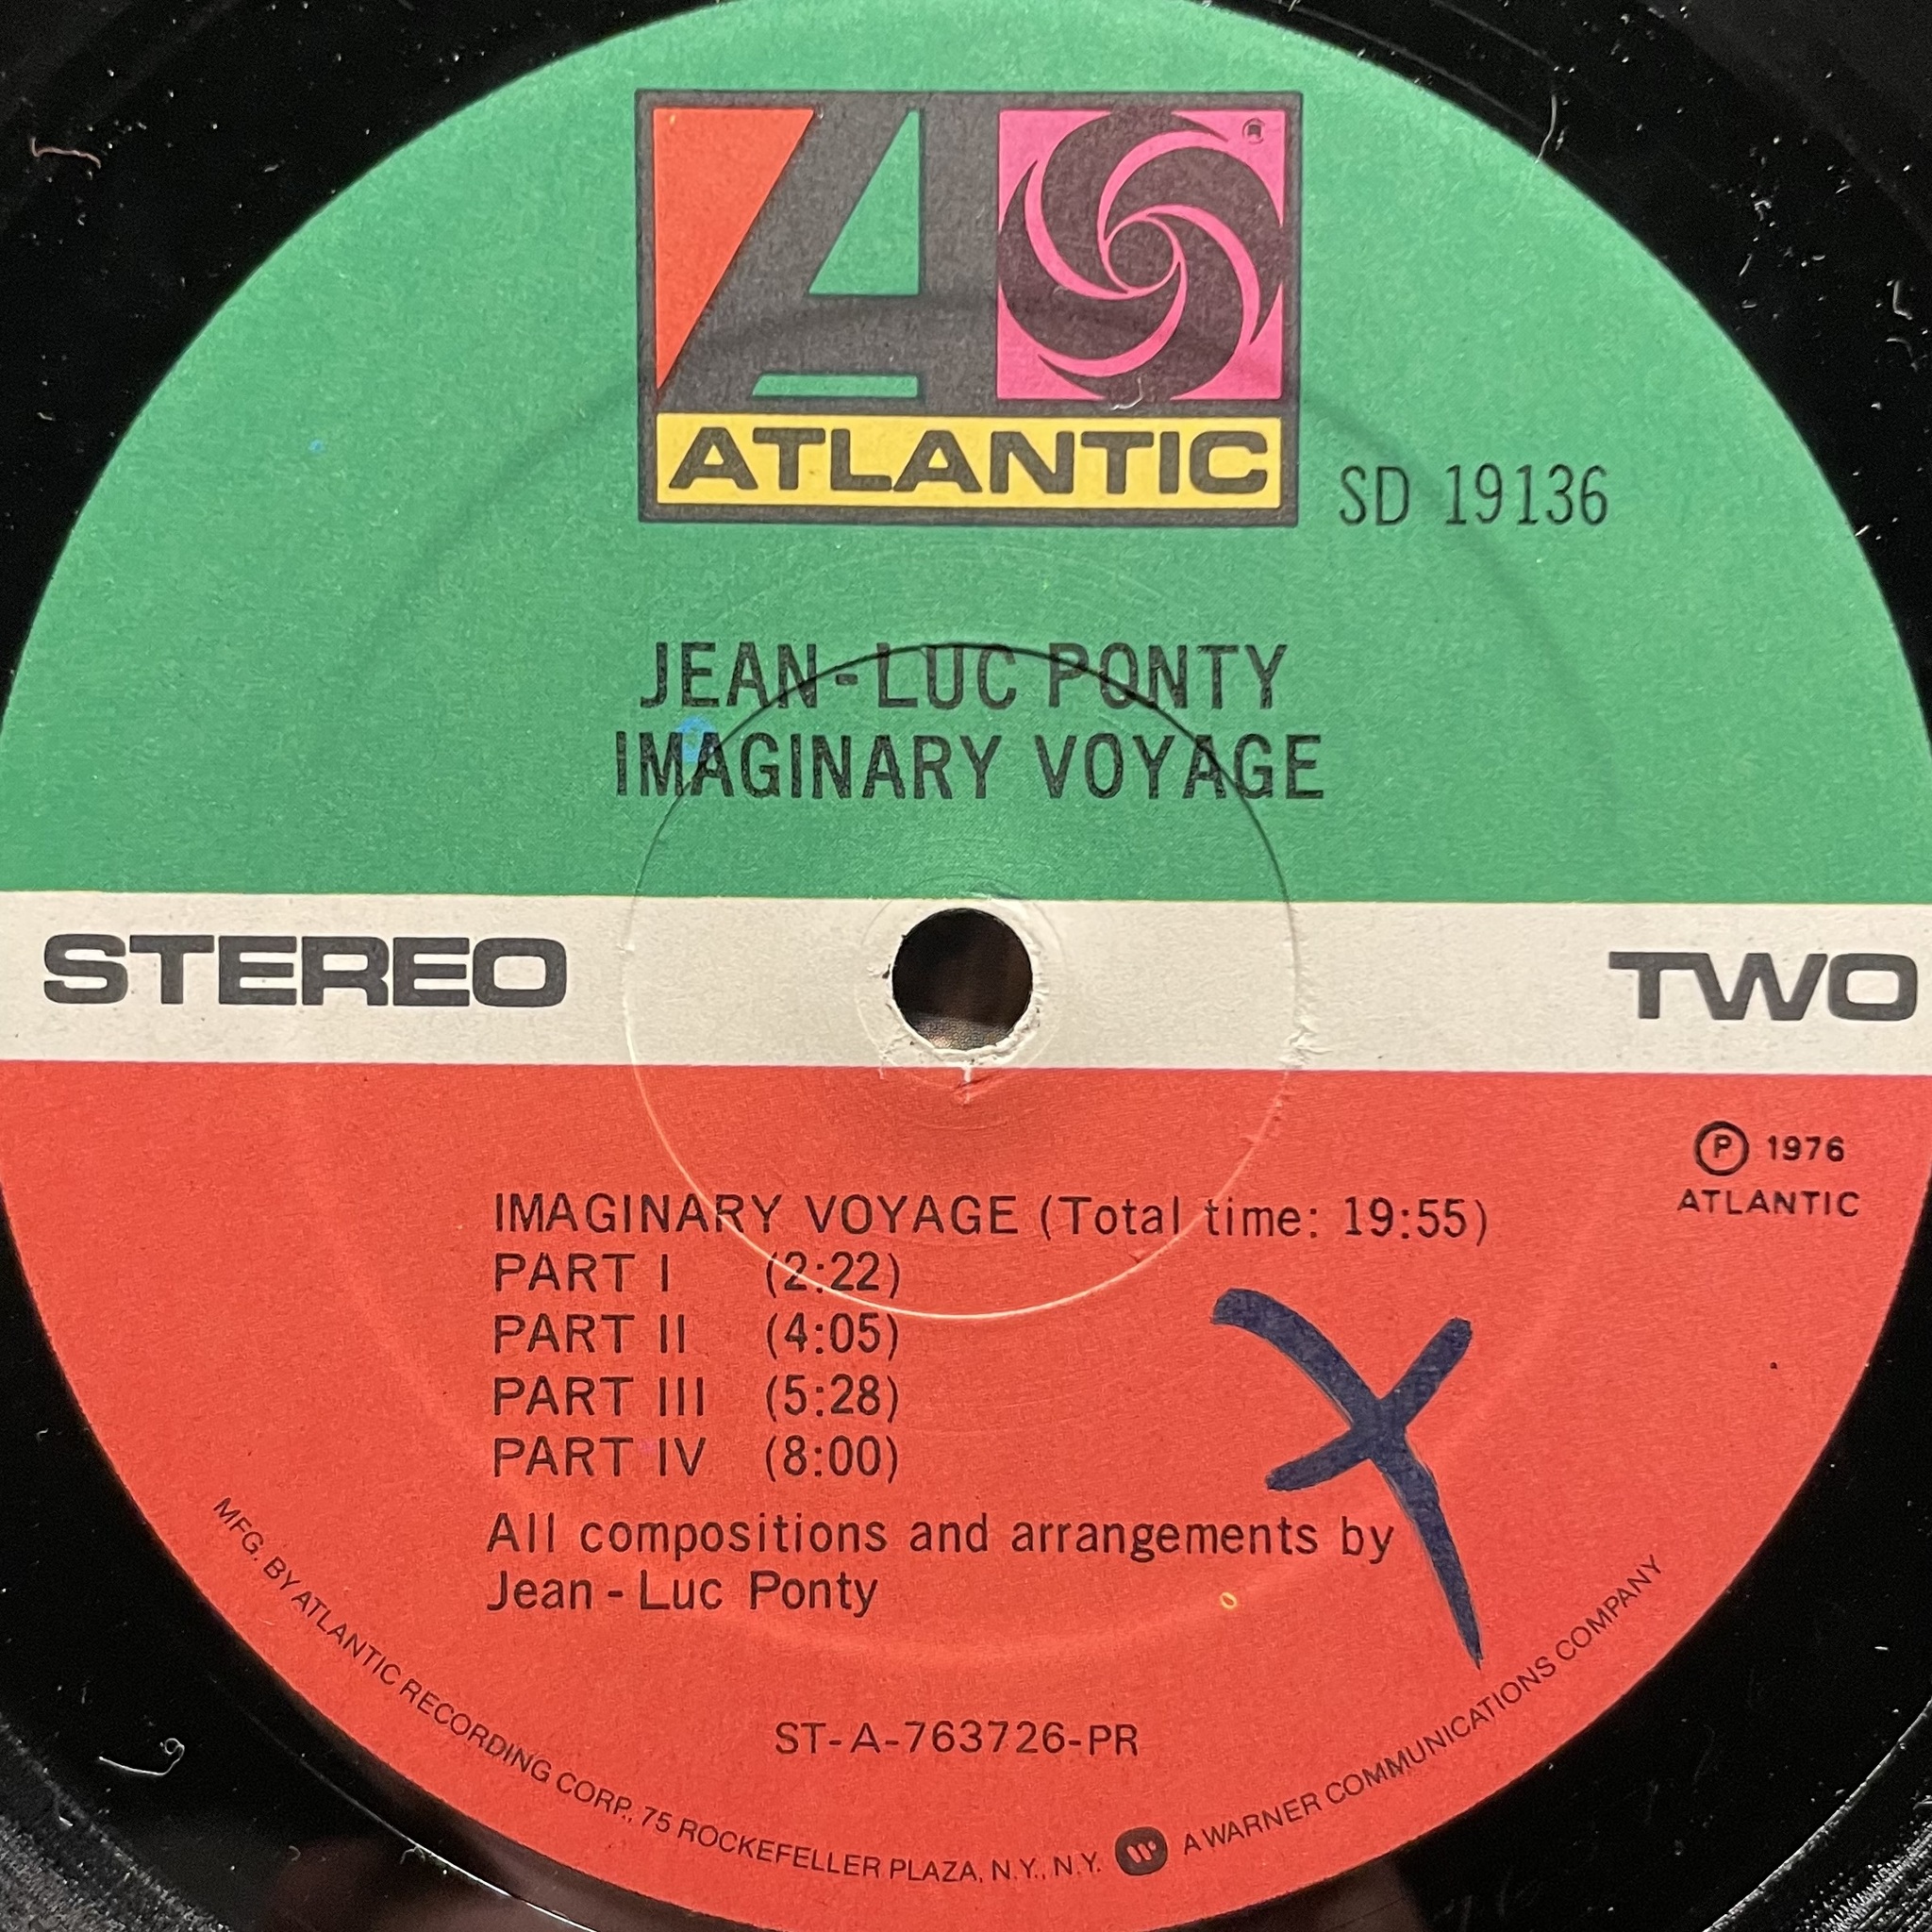 ATLANTIC
®
SD 19136
JEAN-LUC PONTY
IMAGINARY VOYAGE
STEREO
TWO
Ⓟ 1976
ATLANTIC
IMAGINARY VOYAGE (Total time: 19:55)
PART I (2:22)
PART II (4:05)
PART III (5:28)
PART IV (8:00)
All compositions and arrangements by
Jean-Luc Ponty
X
ST-A-763726-PR
MFG. BY ATLANTIC RECORDING CORP., 75 ROCKEFELLER PLAZA, N.Y., N.Y. W A WARNER COMMUNICATIONS COMPANY